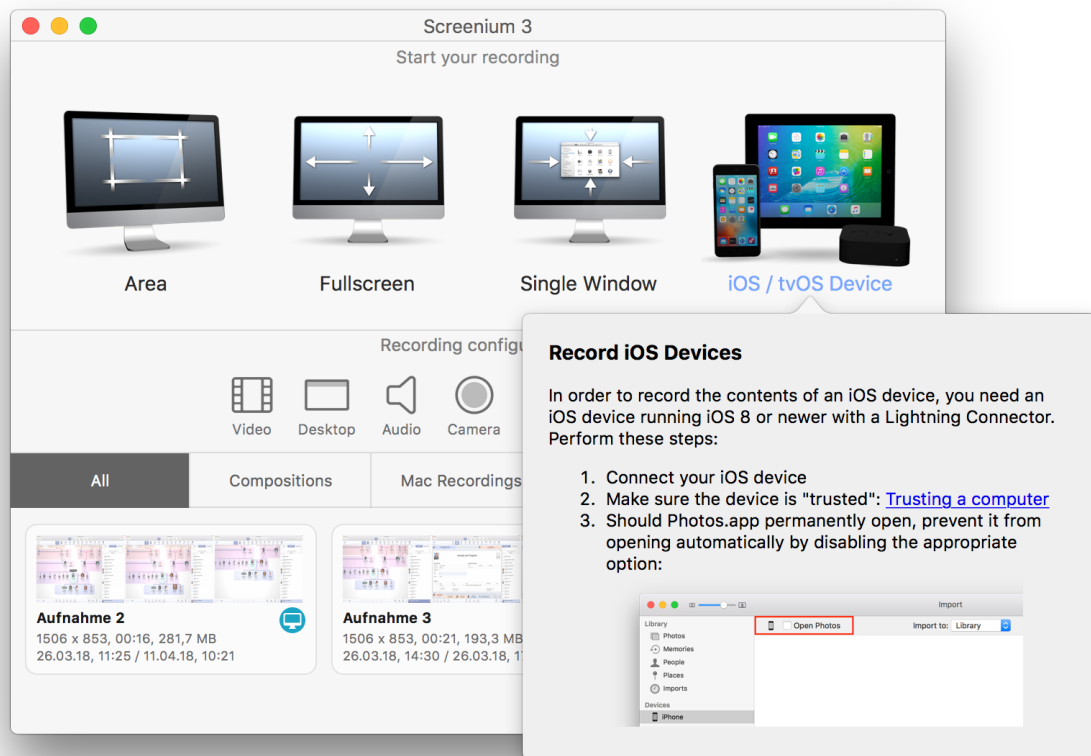 Screenium 3
Start your recording
Area
Fullscreen
Single Window
iOS / tvOS Device
Recording configu
Video
Desktop
Audio
Camera
All
Compositions
Mac Recordings
Aufnahme 2
1506 x 853, 00:16, 281,7 MB
26.03.18, 11:25 / 11.04.18, 10:21
Aufnahme 3
1506 x 853, 00:21, 193,3 MB
26.03.18, 14:30 / 26.03.18, 1
Record iOS Devices
In order to record the contents of an iOS device, you need an
iOS device running iOS 8 or newer with a Lightning Connector.
Perform these steps:
1. Connect your iOS device
2. Make sure the device is "trusted": Trusting a computer
3. Should Photos.app permanently open, prevent it from
opening automatically by disabling the appropriate
option:
Import
Library
Open Photos
Import to: Library
Photos
Memories
People
Places
Imports
Devices
iPhone